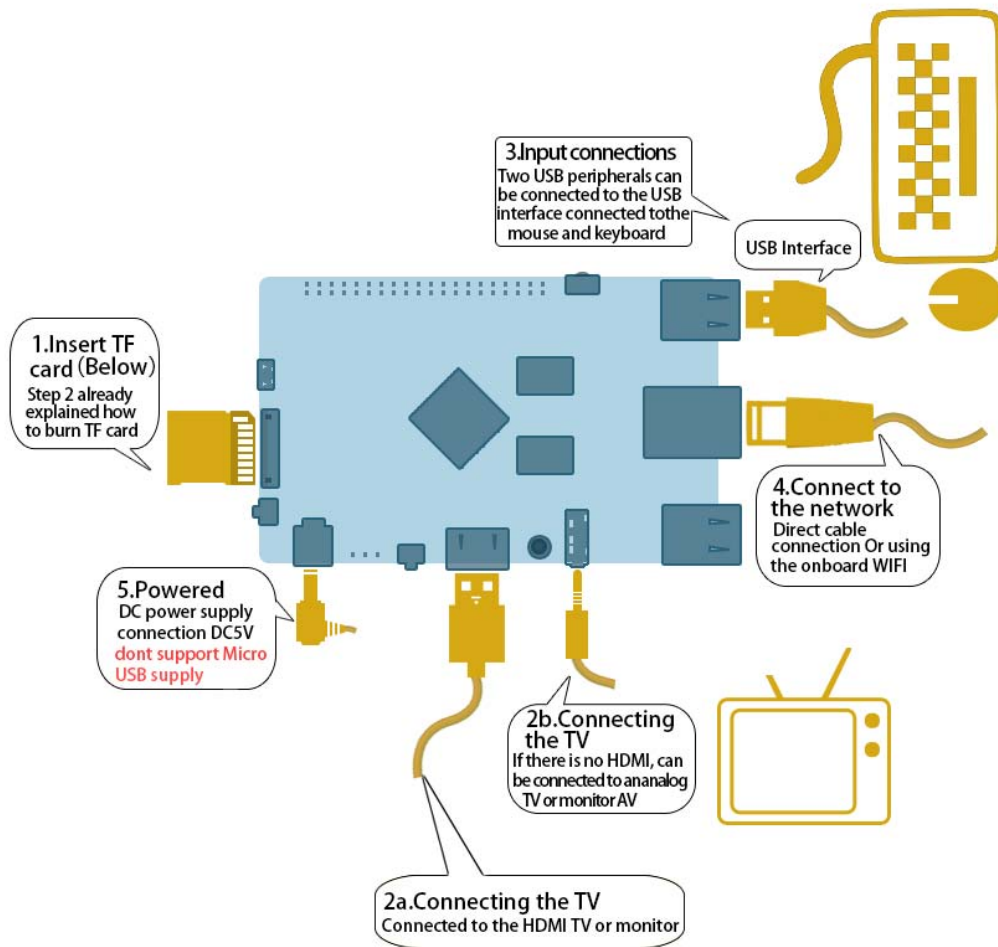 3.Input connections
Two USB peripherals can
be connected to the USB
interface connected tothe
mouse and keyboard
USB Interface
1.Insert TF
card (Below)
Step 2 already
explained how
to burn TF card
4.Connect to
the network
Direct cable
connection Or using
the onboard WIFI
5.Powered
DC power supply
connection DC5V
dont support Micro
USB supply
2b.Connecting
the TV
If there is no HDMI, can
be connected to ananalog
TV or monitor AV
2a.Connecting the TV
Connected to the HDMI TV or monitor